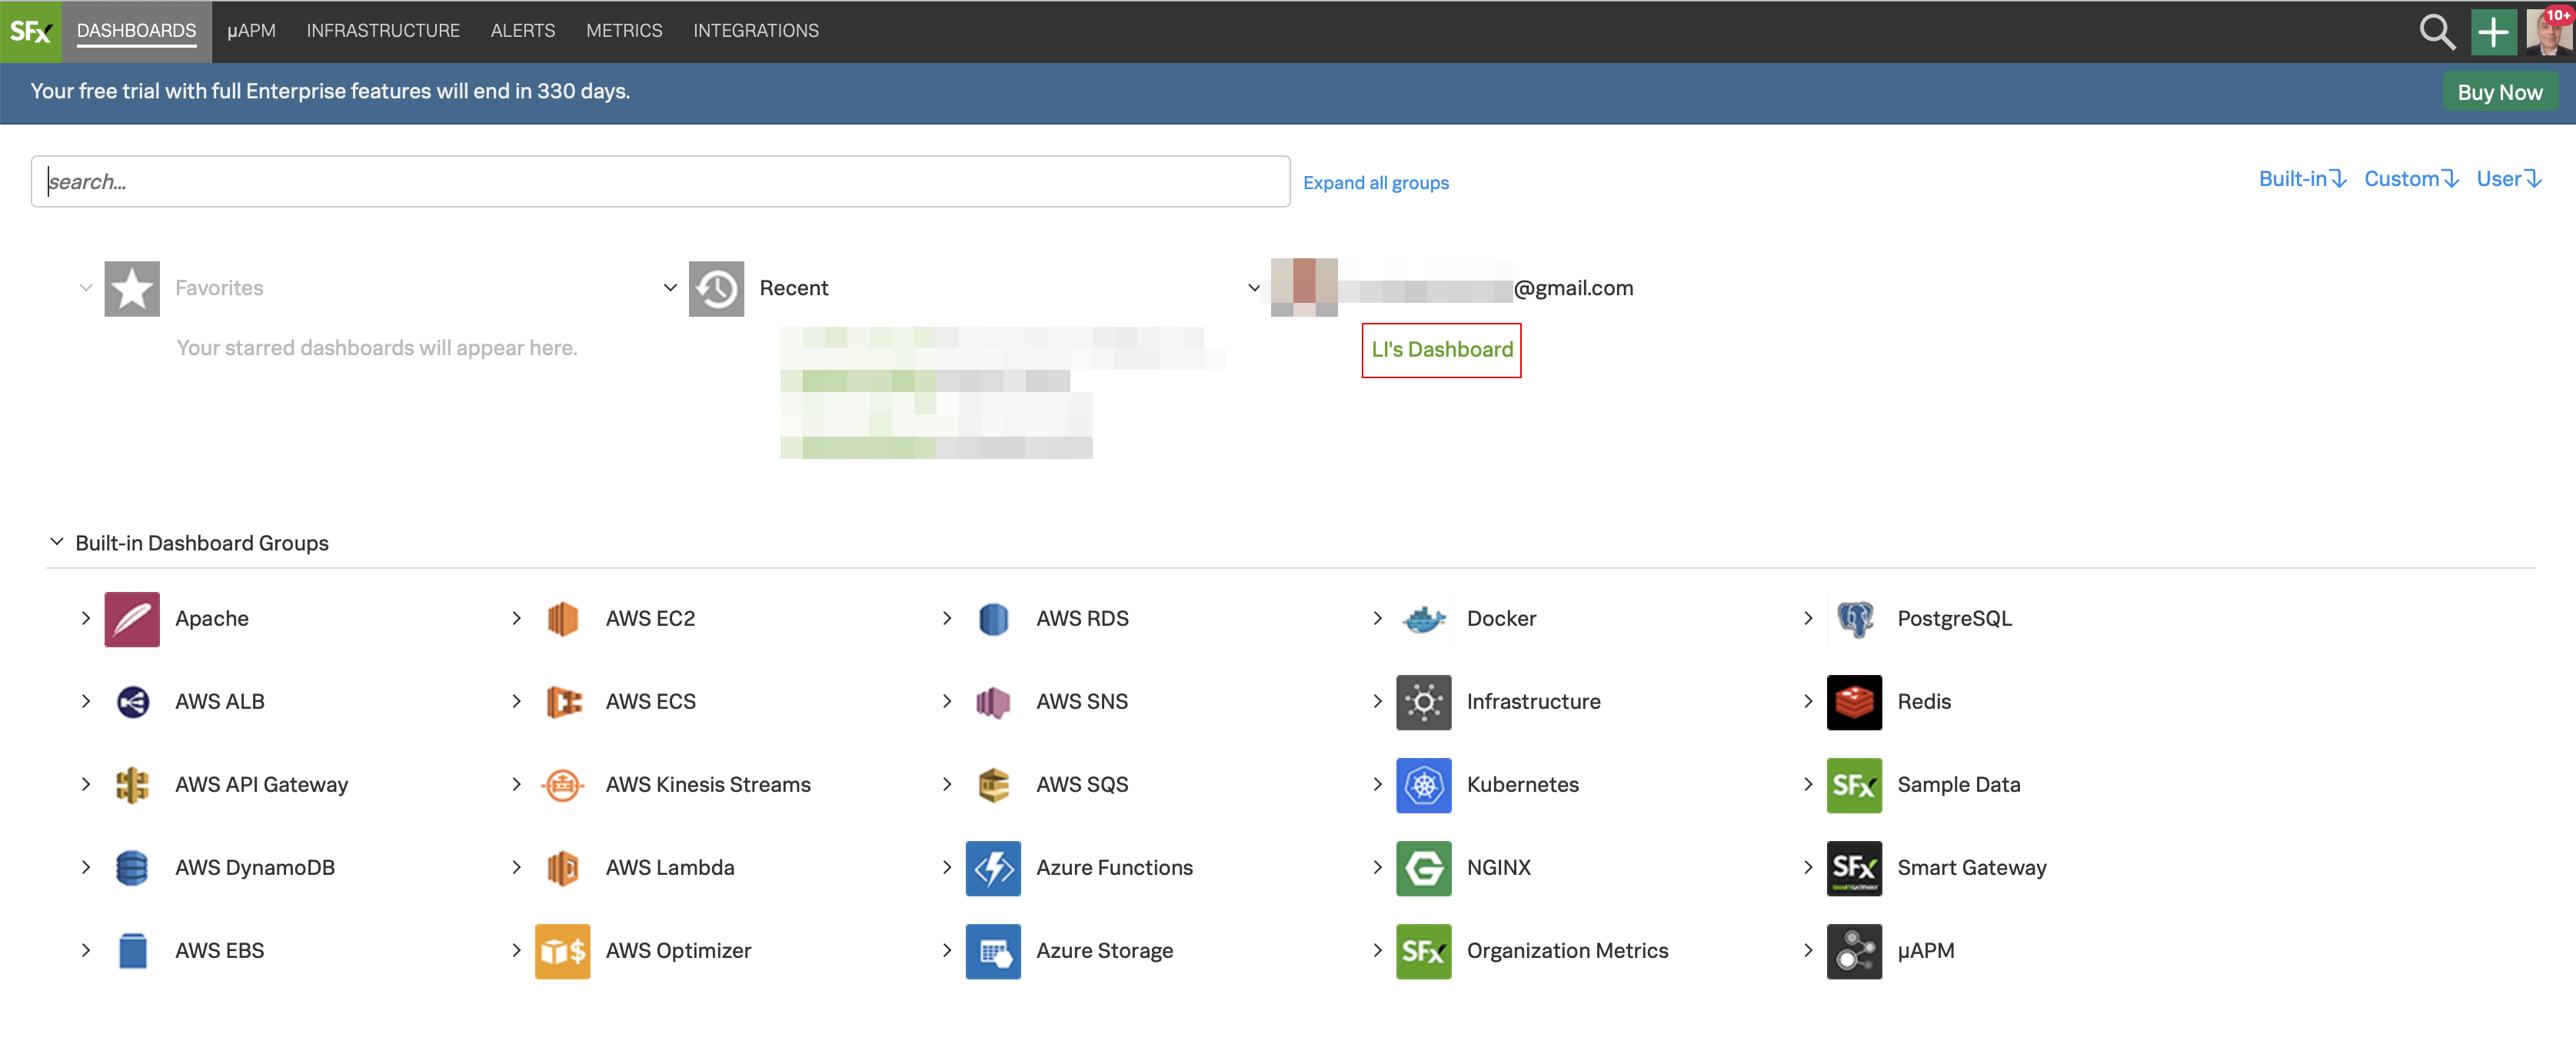 SFx DASHBOARDS µAPM INFRASTRUCTURE ALERTS METRICS INTEGRATIONS 10+
Your free trial with full Enterprise features will end in 330 days. Buy Now
search... Expand all groups Built-in Custom User
Favorites Recent @gmail.com
Your starred dashboards will appear here. LI's Dashboard
Built-in Dashboard Groups
Apache AWS EC2 AWS RDS Docker PostgreSQL
AWS ALB AWS ECS AWS SNS Infrastructure Redis
AWS API Gateway AWS Kinesis Streams AWS SQS Kubernetes SFx Sample Data
AWS DynamoDB AWS Lambda Azure Functions NGINX SFx SMARTGATEWAY Smart Gateway
AWS EBS $ AWS Optimizer Azure Storage SFx Organization Metrics µAPM